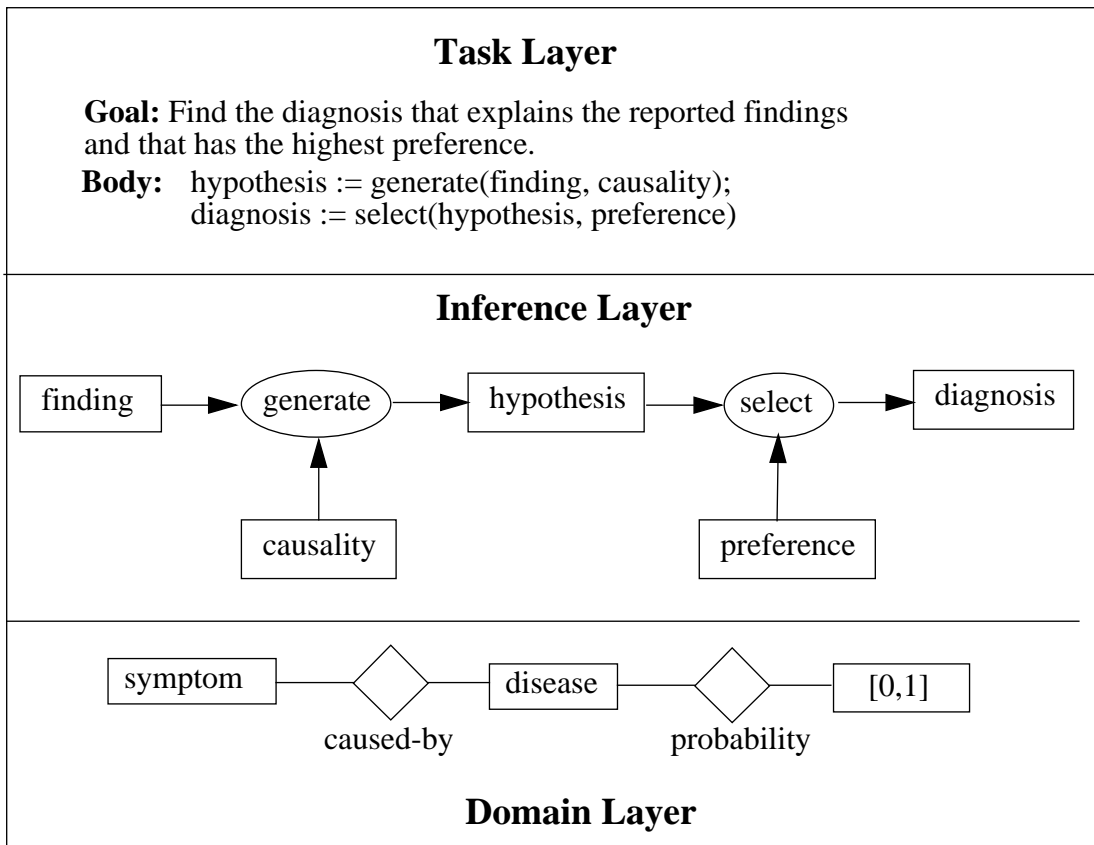 Task Layer
Goal: Find the diagnosis that explains the reported findings
and that has the highest preference.
Body: hypothesis := generate(finding, causality);
diagnosis := select(hypothesis, preference)
Inference Layer
finding generate hypothesis select diagnosis
causality preference
symptom disease [0,1]
caused-by probability
Domain Layer